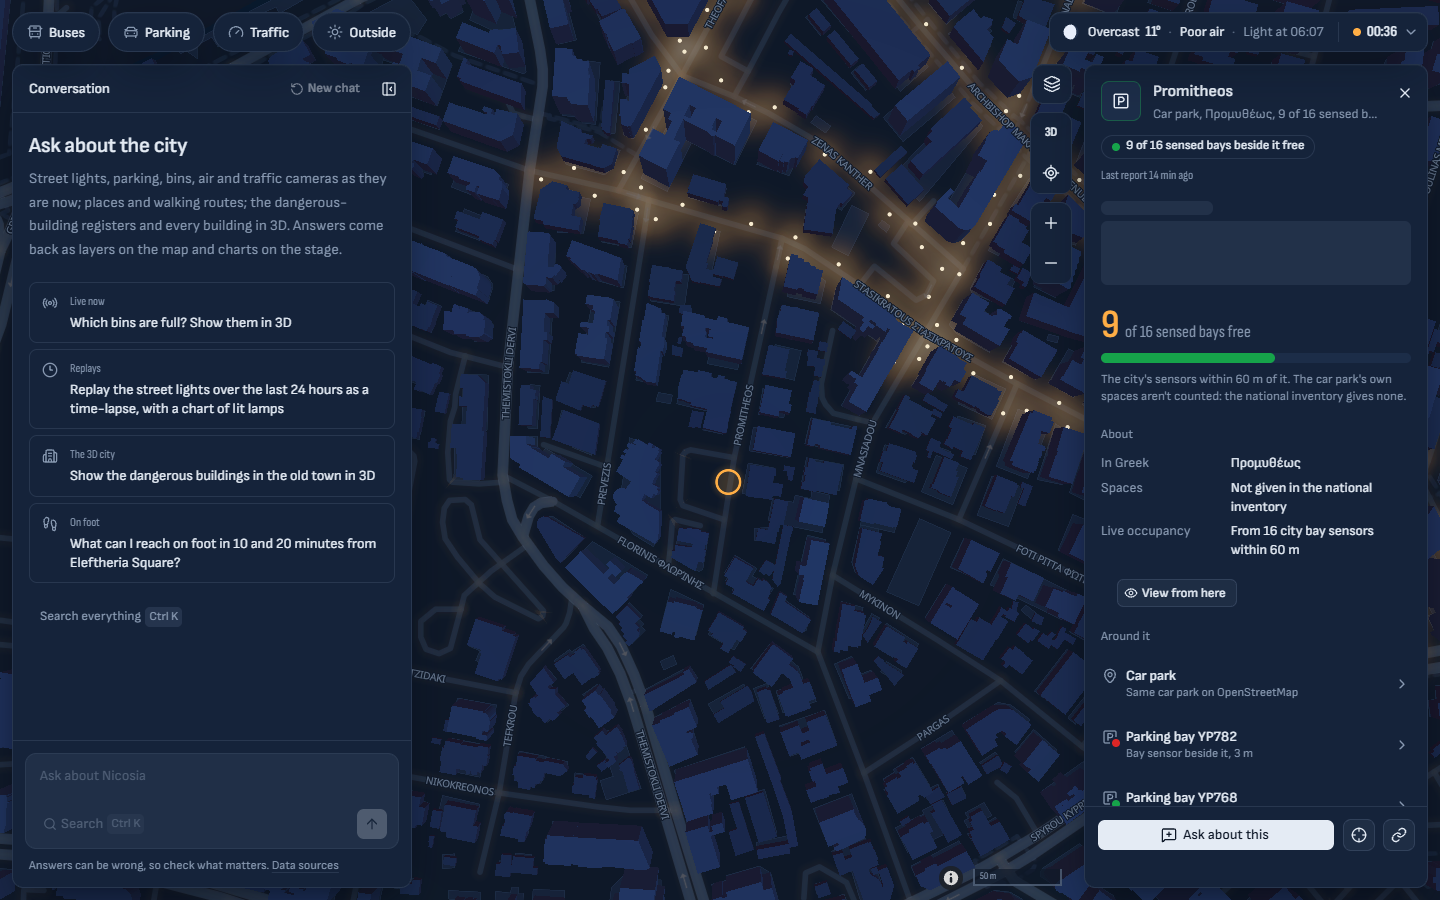 Buses
Parking
Traffic
Outside
Overcast 11° · Poor air · Light at 06:07
00:36
Conversation
New chat
Ask about the city
Street lights, parking, bins, air and traffic cameras as they
are now; places and walking routes; the dangerous-
building registers and every building in 3D. Answers come
back as layers on the map and charts on the stage.
Live now
Which bins are full? Show them in 3D
Replays
Replay the street lights over the last 24 hours as a
time-lapse, with a chart of lit lamps
The 3D city
Show the dangerous buildings in the old town in 3D
On foot
What can I reach on foot in 10 and 20 minutes from
Eleftheria Square?
Search everything Ctrl K
Ask about Nicosia
Search Ctrl K
Answers can be wrong, so check what matters. Data sources
ZENAS KANTHER
STASIKRATOUS ΣΤΑΣΙΚΡΑΤΟΥΣ
THEMISTOKLI DERVI
PROMITHEOS
MNASIADOU
PREVEZIS
FLORINIS ΦΛΩΡΙΝΗΣ
MYKINON
PARGAS
TEFKROU
THEMISTOKLI DERVI
NIKOKREONOS
3D
50 m
Promitheos
Car park, Προμυθέως, 9 of 16 sensed b...
9 of 16 sensed bays beside it free
Last report 14 min ago
9 of 16 sensed bays free
The city's sensors within 60 m of it. The car park's own
spaces aren't counted: the national inventory gives none.
About
In Greek Προμυθέως
Spaces Not given in the national
inventory
Live occupancy From 16 city bay sensors
within 60 m
View from here
Around it
Car park
Same car park on OpenStreetMap
Parking bay YP782
Bay sensor beside it, 3 m
Parking bay YP768
Ask about this